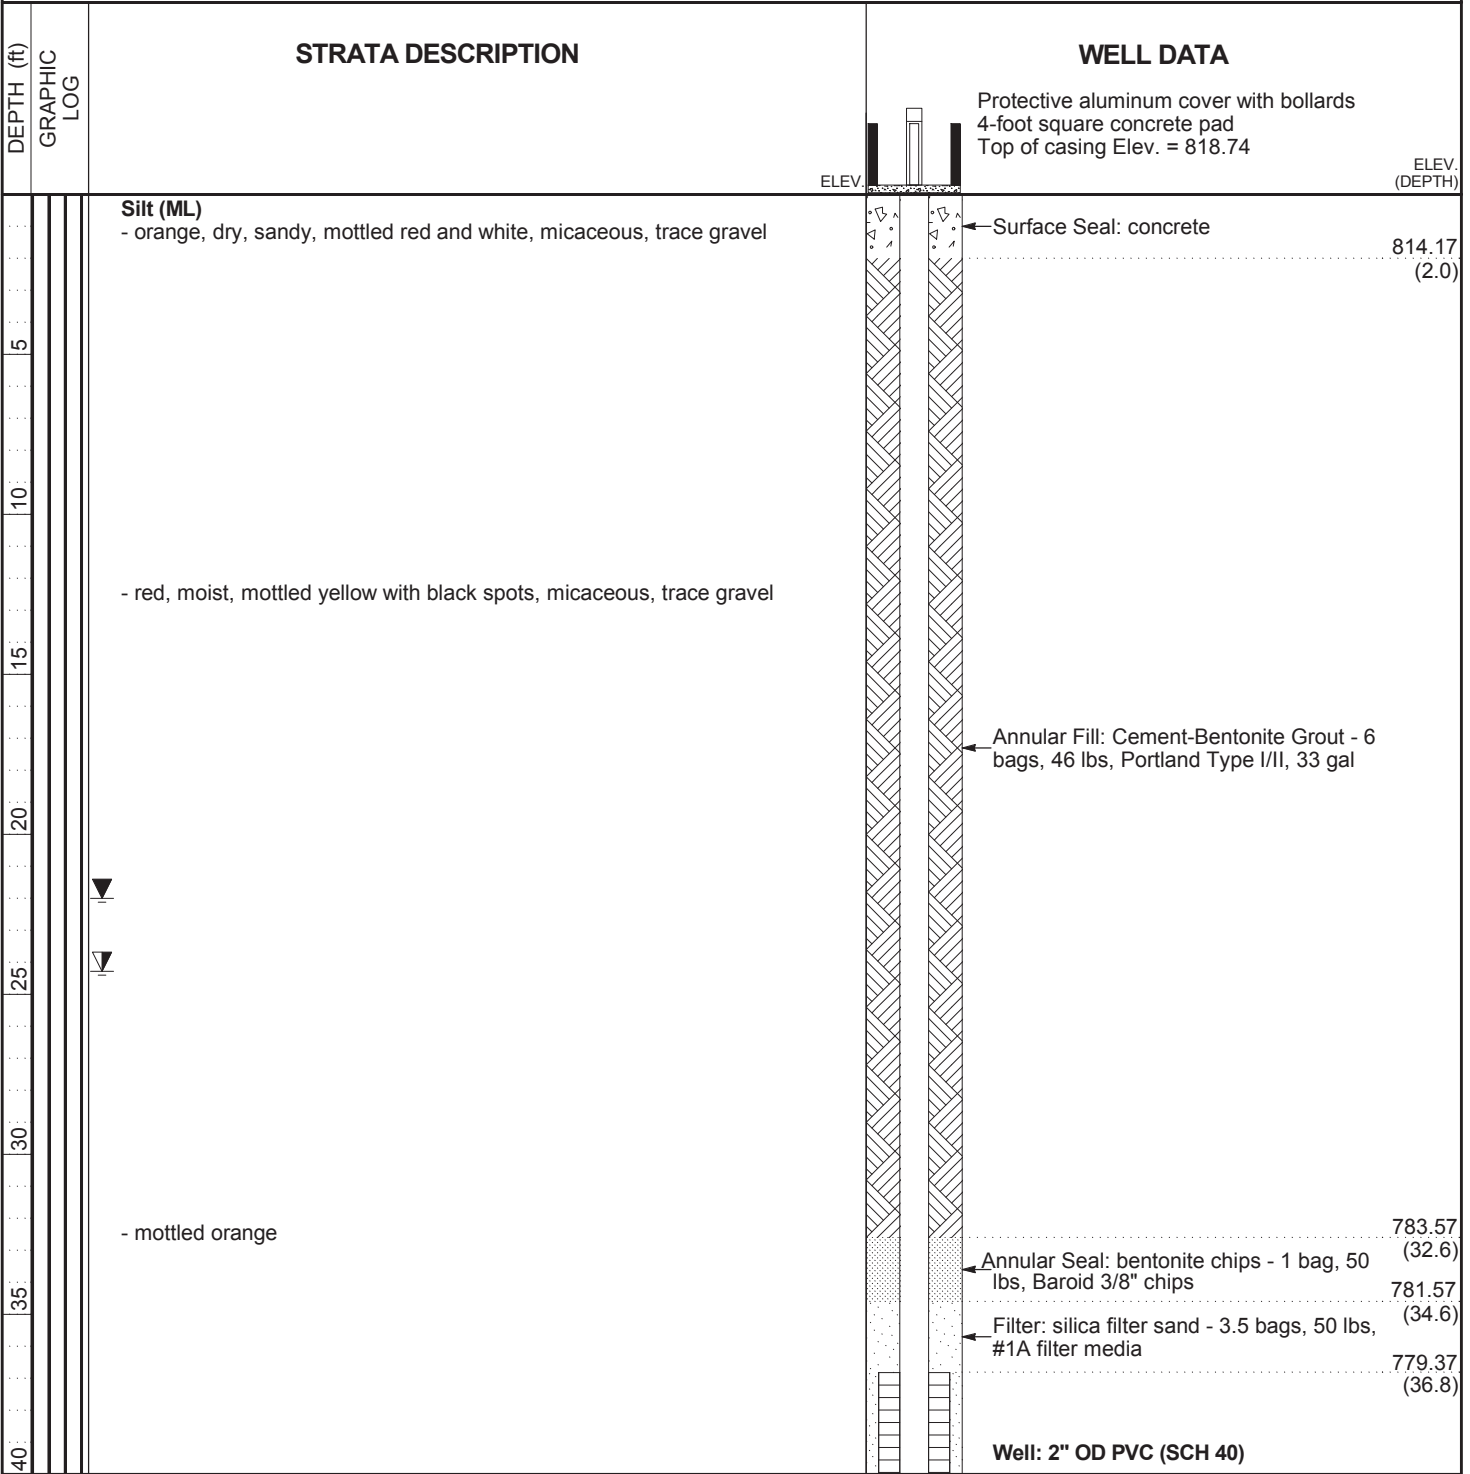 DEPTH (ft)
GRAPHIC
LOG
STRATA DESCRIPTION
ELEV.
WELL DATA
Protective aluminum cover with bollards
4-foot square concrete pad
Top of casing Elev. = 818.74
ELEV.
(DEPTH)
Silt (ML)
- orange, dry, sandy, mottled red and white, micaceous, trace gravel
Surface Seal: concrete
814.17
(2.0)
5
10
- red, moist, mottled yellow with black spots, micaceous, trace gravel
15
Annular Fill: Cement-Bentonite Grout - 6
bags, 46 lbs, Portland Type I/II, 33 gal
20
25
30
- mottled orange
783.57
(32.6)
Annular Seal: bentonite chips - 1 bag, 50
lbs, Baroid 3/8" chips
781.57
(34.6)
35
Filter: silica filter sand - 3.5 bags, 50 lbs,
#1A filter media
779.37
(36.8)
Well: 2" OD PVC (SCH 40)
40